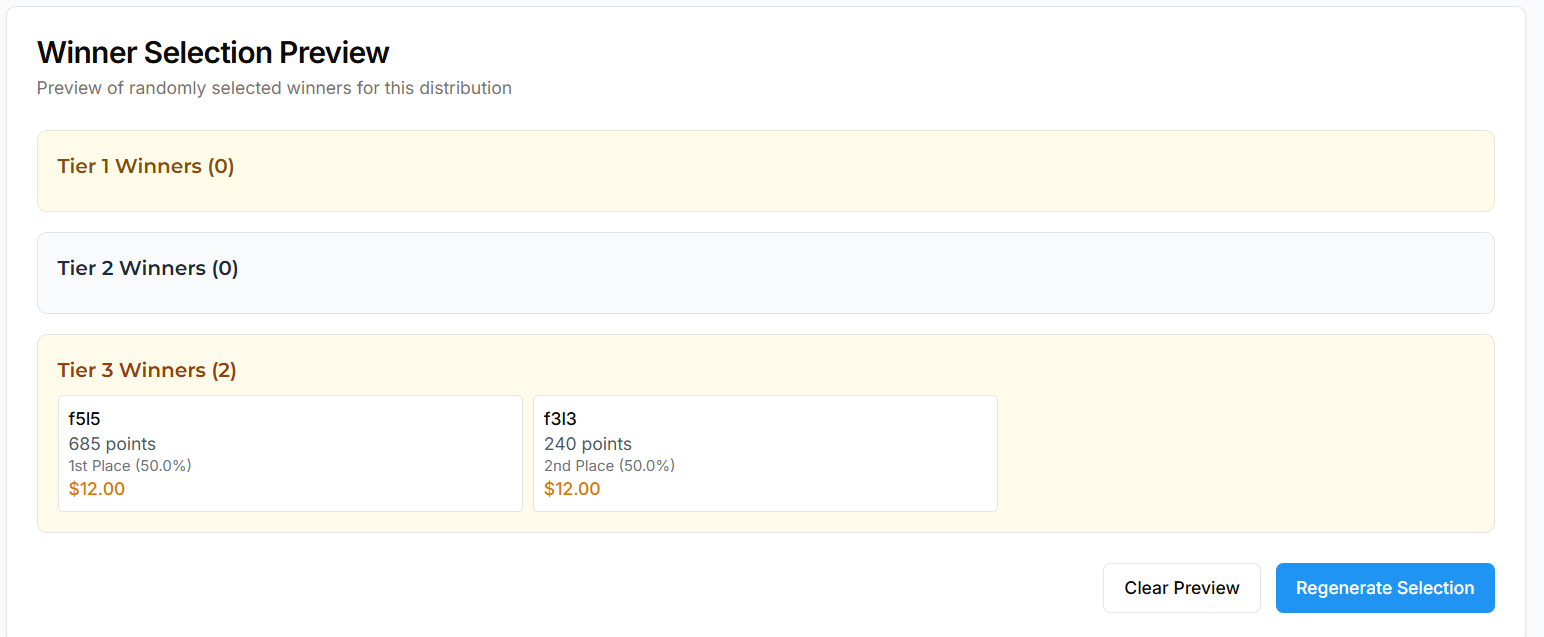 Winner Selection Preview
Preview of randomly selected winners for this distribution
Tier 1 Winners (0)
Tier 2 Winners (0)
Tier 3 Winners (2)
f5l5
685 points
1st Place (50.0%)
$12.00
f3l3
240 points
2nd Place (50.0%)
$12.00
Clear Preview
Regenerate Selection